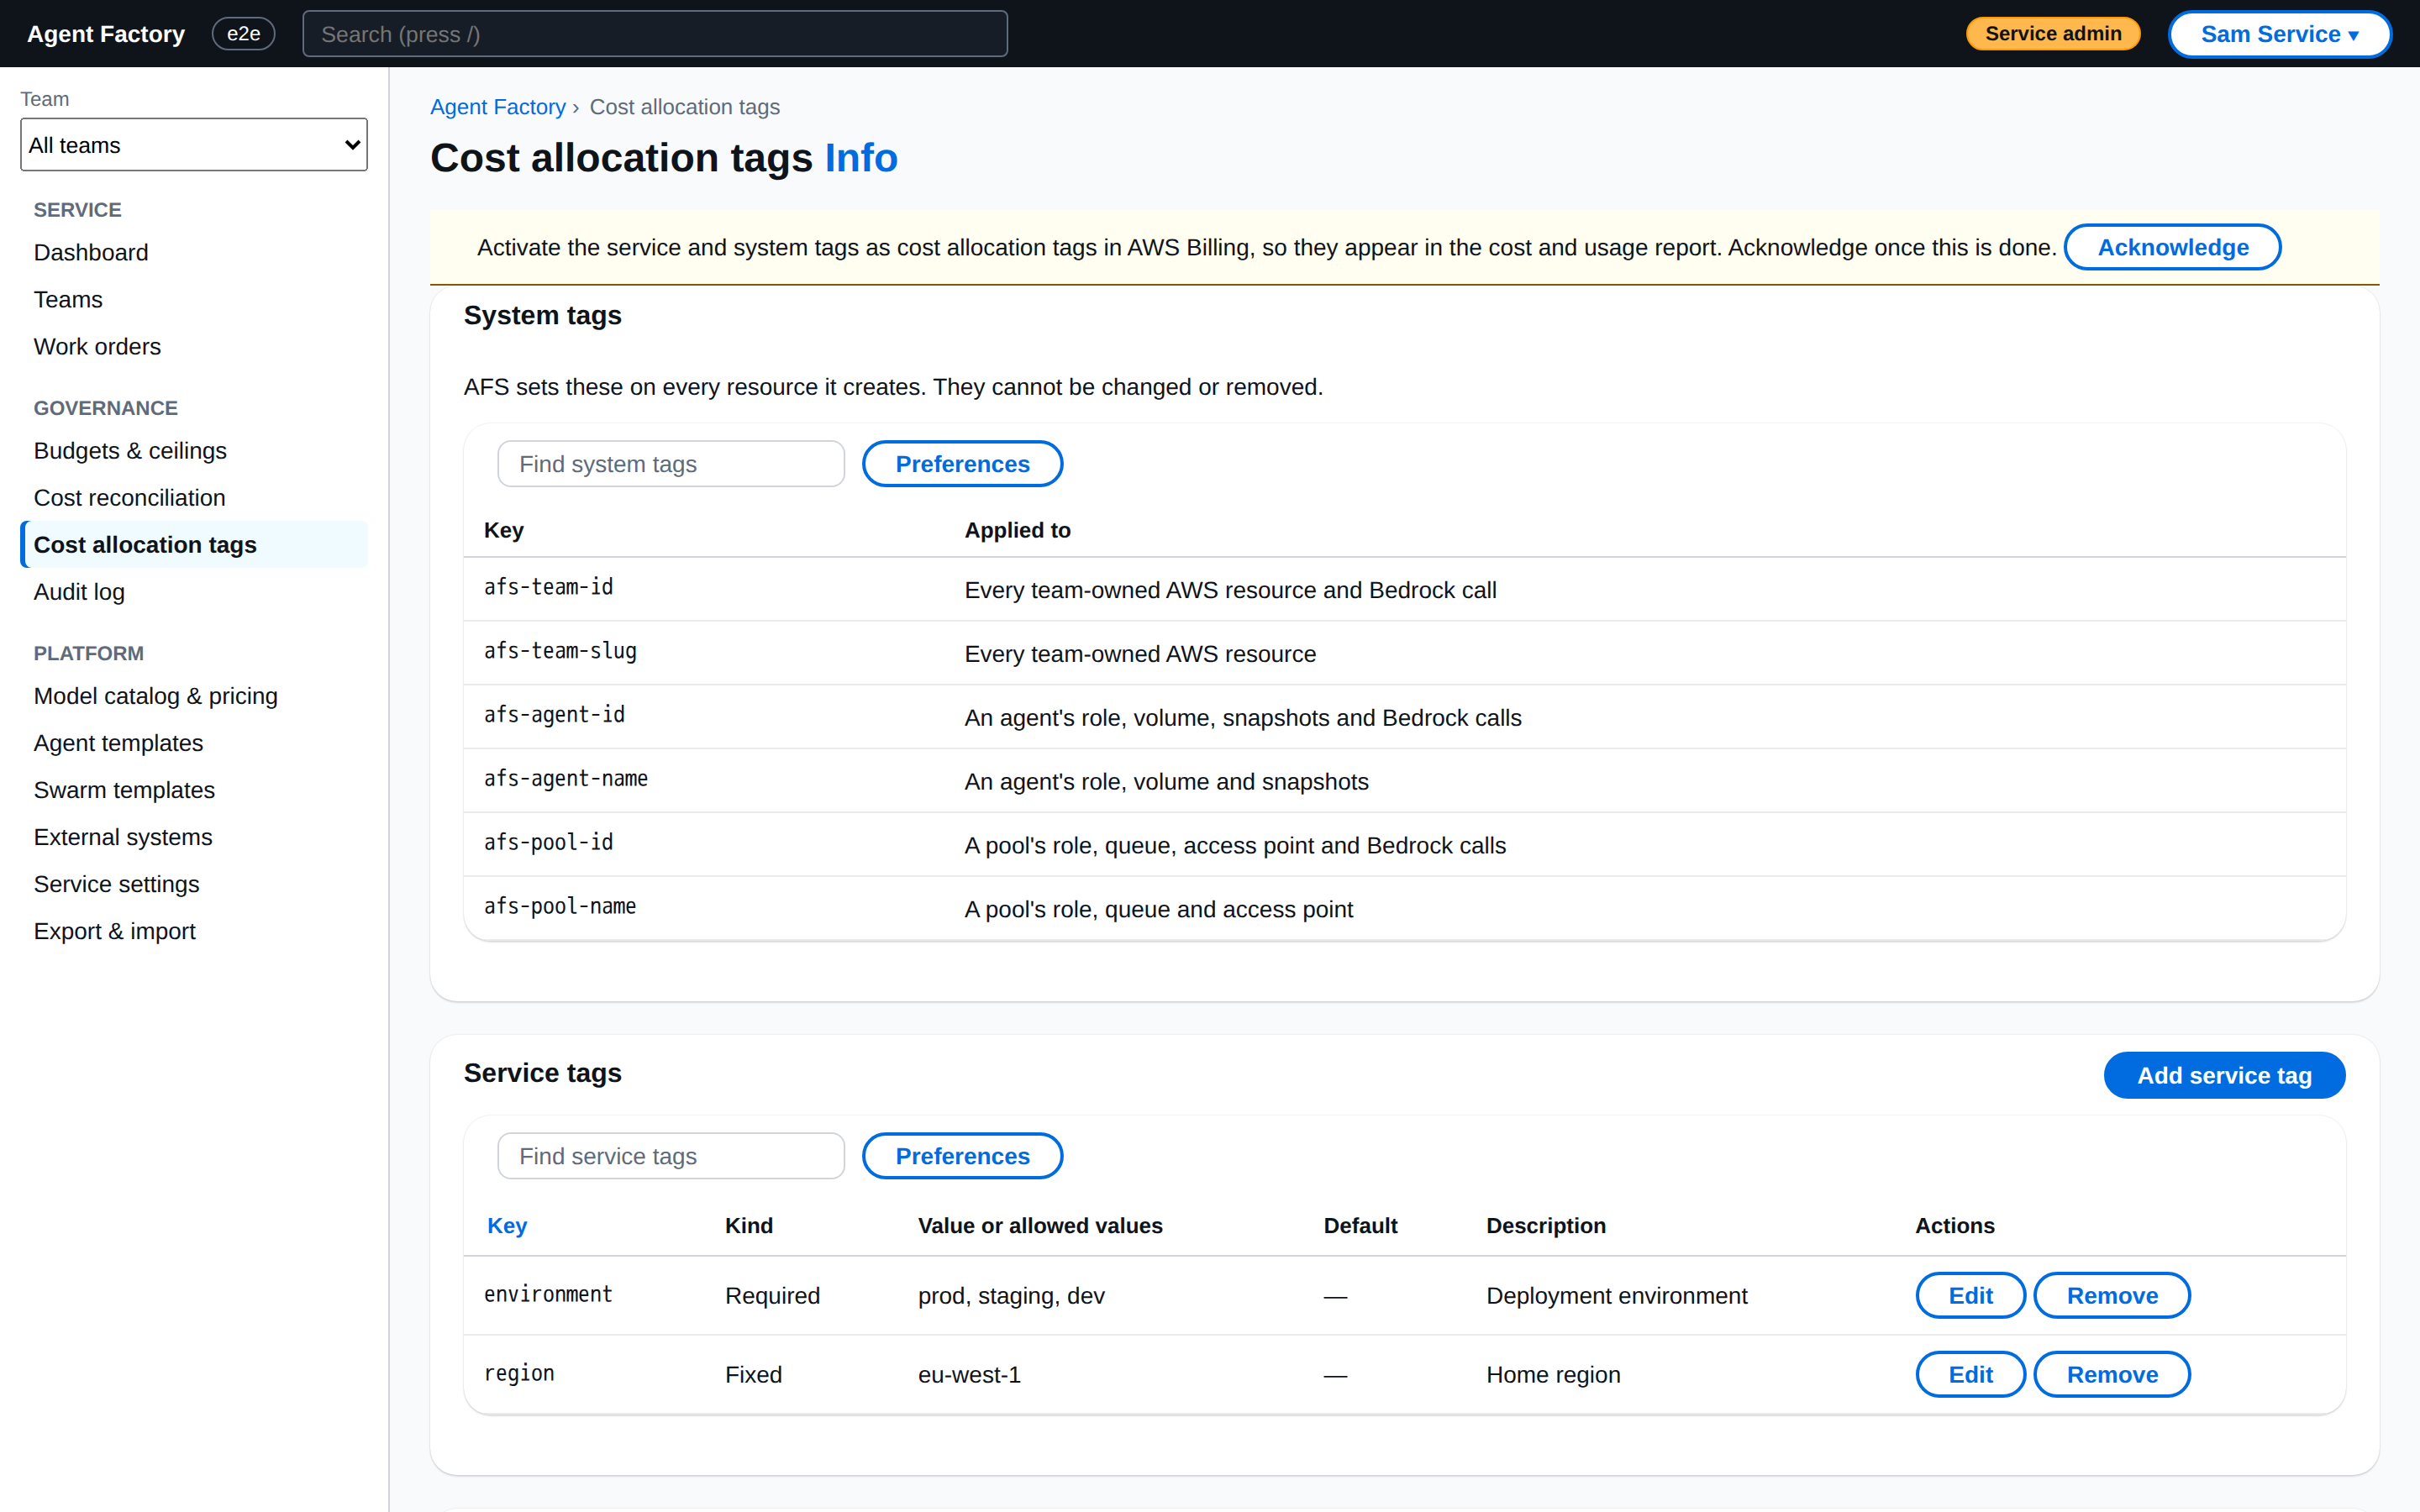 Agent Factory e2e Search (press /) Service admin Sam Service ▾
Team
All teams
SERVICE
Dashboard
Teams
Work orders
GOVERNANCE
Budgets & ceilings
Cost reconciliation
Cost allocation tags
Audit log
PLATFORM
Model catalog & pricing
Agent templates
Swarm templates
External systems
Service settings
Export & import
Agent Factory › Cost allocation tags
Cost allocation tags Info
Activate the service and system tags as cost allocation tags in AWS Billing, so they appear in the cost and usage report. Acknowledge once this is done. Acknowledge
System tags
AFS sets these on every resource it creates. They cannot be changed or removed.
Find system tags Preferences
Key Applied to
afs-team-id Every team-owned AWS resource and Bedrock call
afs-team-slug Every team-owned AWS resource
afs-agent-id An agent's role, volume, snapshots and Bedrock calls
afs-agent-name An agent's role, volume and snapshots
afs-pool-id A pool's role, queue, access point and Bedrock calls
afs-pool-name A pool's role, queue and access point
Service tags Add service tag
Find service tags Preferences
Key Kind Value or allowed values Default Description Actions
environment Required prod, staging, dev — Deployment environment Edit Remove
region Fixed eu-west-1 — Home region Edit Remove